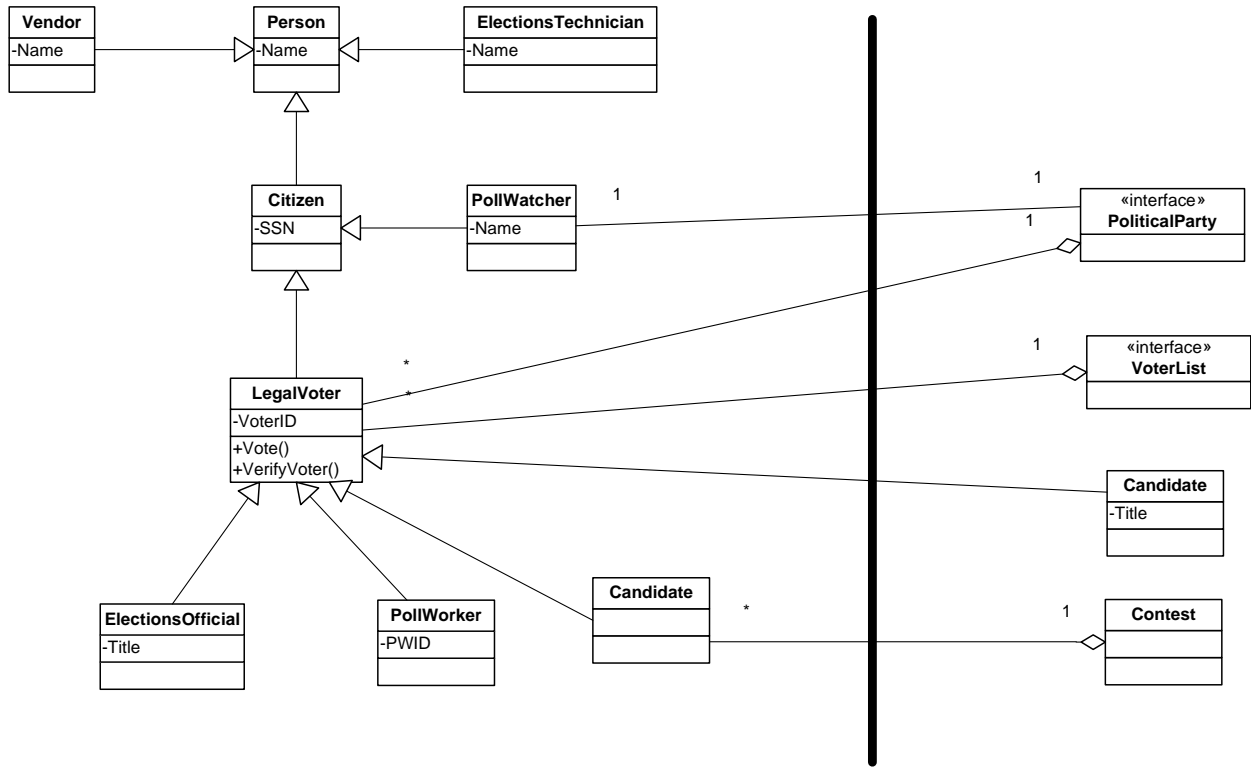 Vendor
-Name
Person
-Name
ElectionsTechnician
-Name
Citizen
-SSN
PollWatcher
-Name
1
1
«interface»
PoliticalParty
1
*
*
1
«interface»
VoterList
LegalVoter
-VoterID
+Vote()
+VerifyVoter()
Candidate
-Title
ElectionsOfficial
-Title
PollWorker
-PWID
Candidate
*
1
Contest